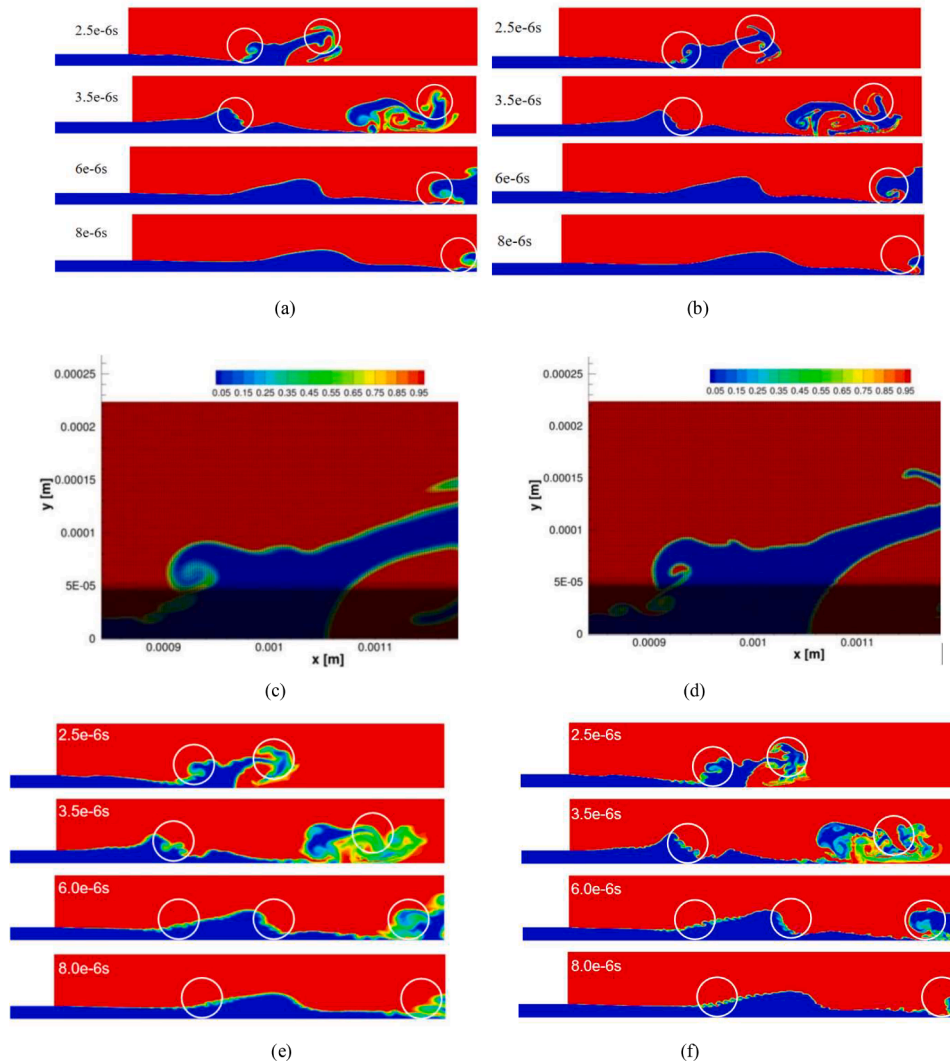 2.5e-6s
3.5e-6s
6e-6s
8e-6s
(a)
2.5e-6s
3.5e-6s
6e-6s
8e-6s
(b)
0.00025
0.05 0.15 0.25 0.35 0.45 0.55 0.65 0.75 0.85 0.95
0.0002
0.00015
y [m]
0.0001
5E-05
0
0.0009 0.001 0.0011
x [m]
(c)
0.00025
0.05 0.15 0.25 0.35 0.45 0.55 0.65 0.75 0.85 0.95
0.0002
0.00015
y [m]
0.0001
5E-05
0
0.0009 0.001 0.0011
x [m]
(d)
2.5e-6s
3.5e-6s
6.0e-6s
8.0e-6s
(e)
2.5e-6s
3.5e-6s
6.0e-6s
8.0e-6s
(f)